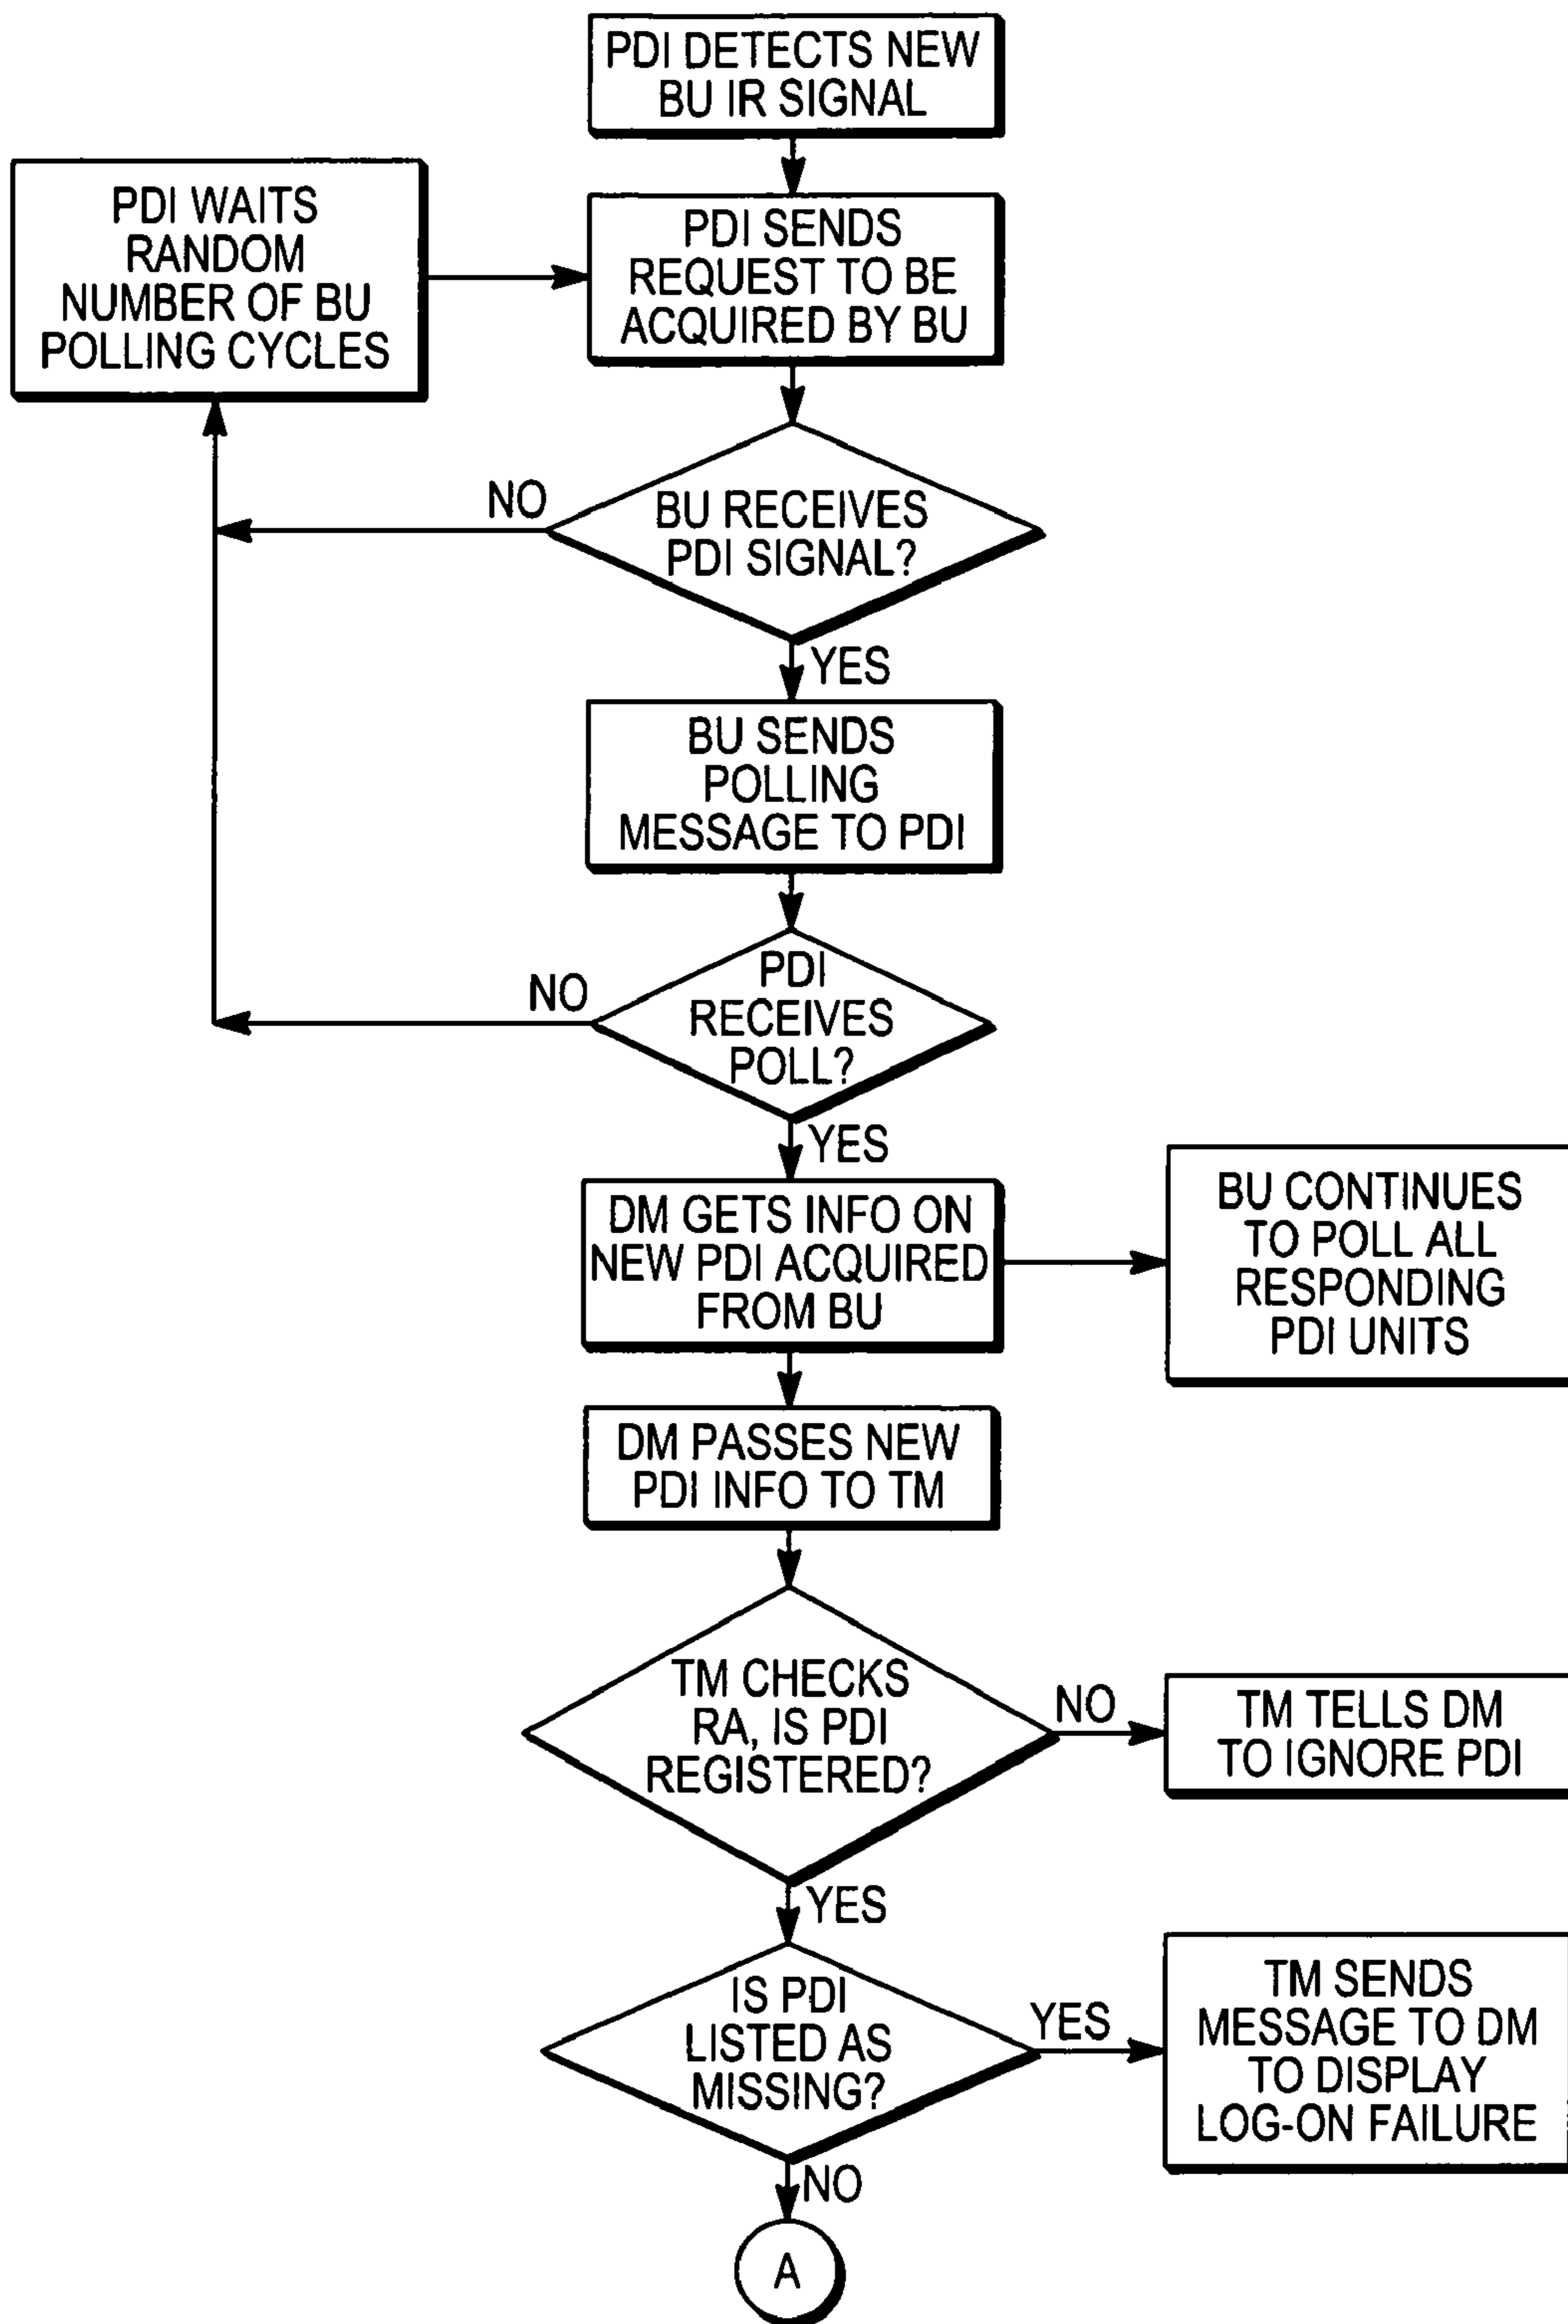 PDI DETECTS NEW
BU IR SIGNAL
PDI WAITS
RANDOM
NUMBER OF BU
POLLING CYCLES
PDI SENDS
REQUEST TO BE
ACQUIRED BY BU
NO
BU RECEIVES
PDI SIGNAL?
YES
BU SENDS
POLLING
MESSAGE TO PDI
NO
PDI
RECEIVES
POLL?
YES
DM GETS INFO ON
NEW PDI ACQUIRED
FROM BU
BU CONTINUES
TO POLL ALL
RESPONDING
PDI UNITS
DM PASSES NEW
PDI INFO TO TM
TM CHECKS
RA, IS PDI
REGISTERED?
NO
TM TELLS DM
TO IGNORE PDI
YES
IS PDI
LISTED AS
MISSING?
YES
TM SENDS
MESSAGE TO DM
TO DISPLAY
LOG-ON FAILURE
NO
A